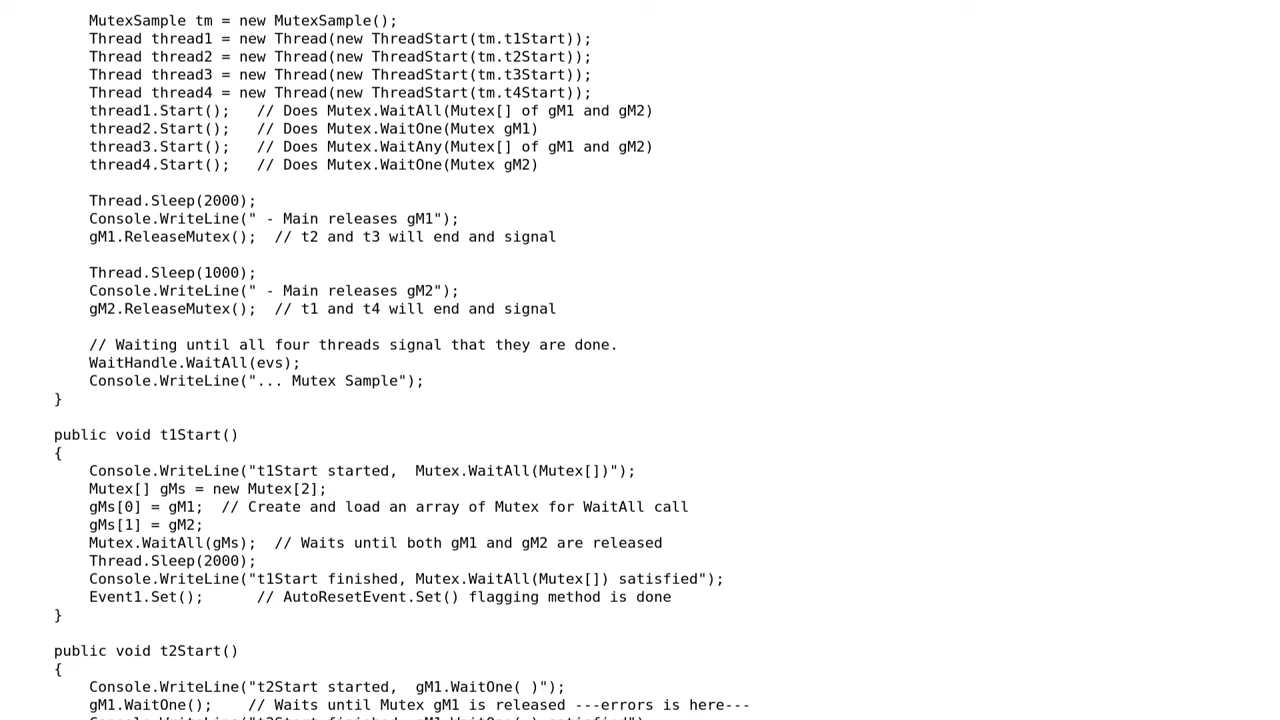 MutexSample tm = new MutexSample();
Thread thread1 = new Thread(new ThreadStart(tm.t1Start));
Thread thread2 = new Thread(new ThreadStart(tm.t2Start));
Thread thread3 = new Thread(new ThreadStart(tm.t3Start));
Thread thread4 = new Thread(new ThreadStart(tm.t4Start));
thread1.Start();   // Does Mutex.WaitAll(Mutex[] of gM1 and gM2)
thread2.Start();   // Does Mutex.WaitOne(Mutex gM1)
thread3.Start();   // Does Mutex.WaitAny(Mutex[] of gM1 and gM2)
thread4.Start();   // Does Mutex.WaitOne(Mutex gM2)
Thread.Sleep(2000);
Console.WriteLine(" - Main releases gM1");
gM1.ReleaseMutex();  // t2 and t3 will end and signal
Thread.Sleep(1000);
Console.WriteLine(" - Main releases gM2");
gM2.ReleaseMutex();  // t1 and t4 will end and signal
// Waiting until all four threads signal that they are done.
WaitHandle.WaitAll(evs);
Console.WriteLine("... Mutex Sample");
}
public void t1Start()
{
Console.WriteLine("t1Start started,  Mutex.WaitAll(Mutex[])");
Mutex[] gMs = new Mutex[2];
gMs[0] = gM1;  // Create and load an array of Mutex for WaitAll call
gMs[1] = gM2;
Mutex.WaitAll(gMs);  // Waits until both gM1 and gM2 are released
Thread.Sleep(2000);
Console.WriteLine("t1Start finished, Mutex.WaitAll(Mutex[]) satisfied");
Event1.Set();      // AutoResetEvent.Set() flagging method is done
}
public void t2Start()
{
Console.WriteLine("t2Start started,  gM1.WaitOne( )");
gM1.WaitOne();    // Waits until Mutex gM1 is released ---errors is here---